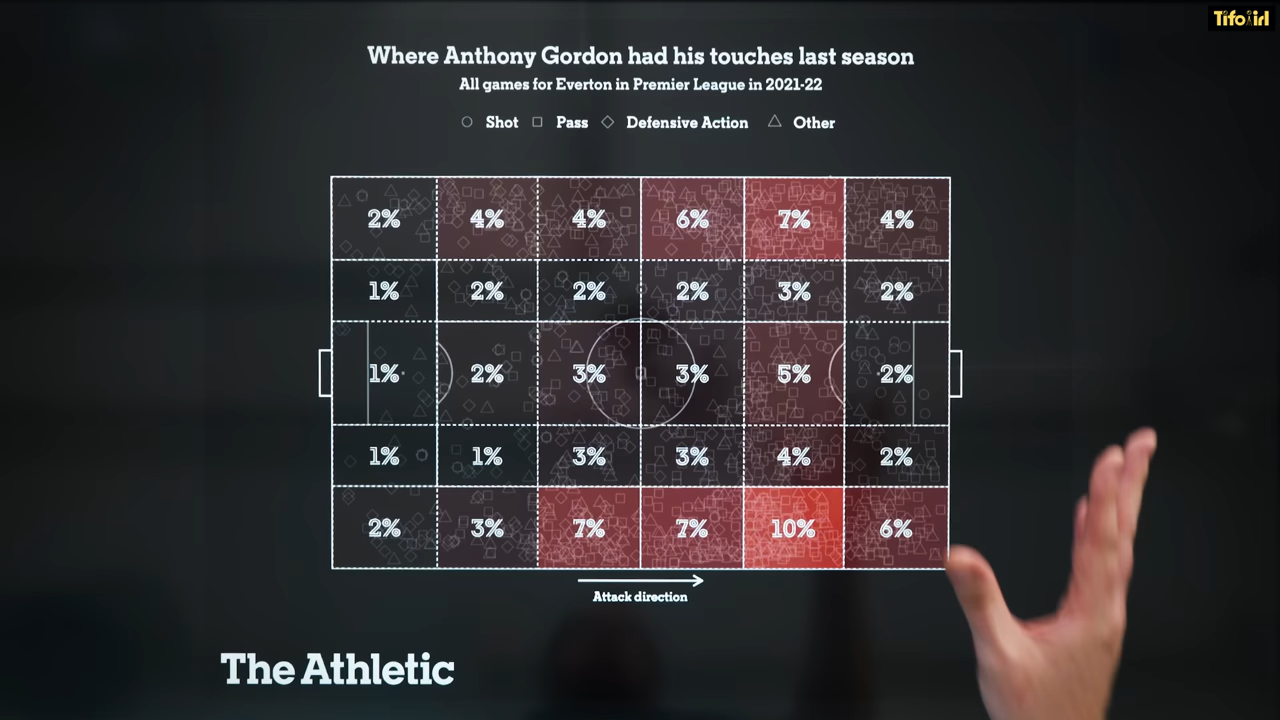 Tifo irl
Where Anthony Gordon had his touches last season
All games for Everton in Premier League in 2021-22
Shot Pass Defensive Action Other
2% 4% 4% 6% 7% 4%
1% 2% 2% 2% 3% 2%
1% 2% 3% 3% 5% 2%
1% 1% 3% 3% 4% 2%
2% 3% 7% 7% 10% 6%
Attack direction
The Athletic